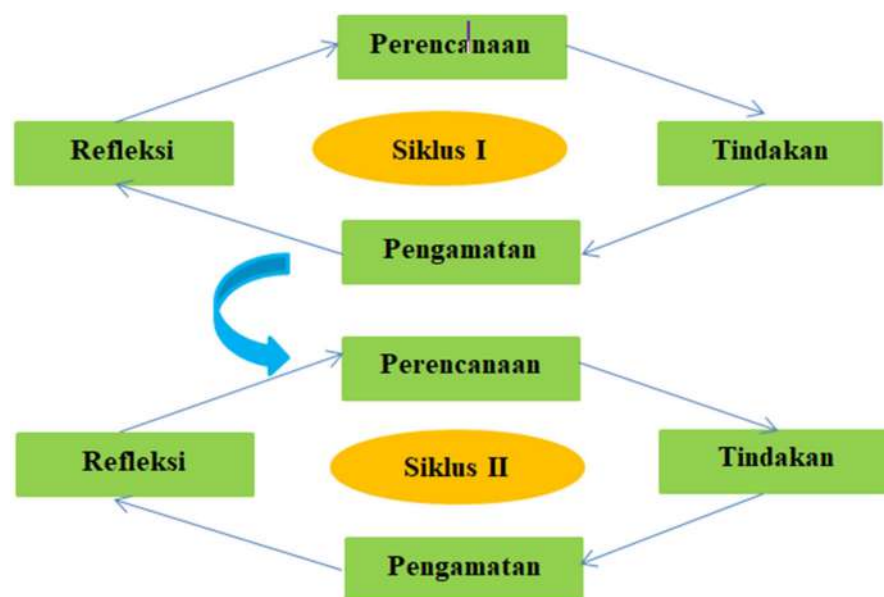 Perencanaan
Refleksi
Siklus I
Tindakan
Pengamatan
Perencanaan
Refleksi
Siklus II
Tindakan
Pengamatan